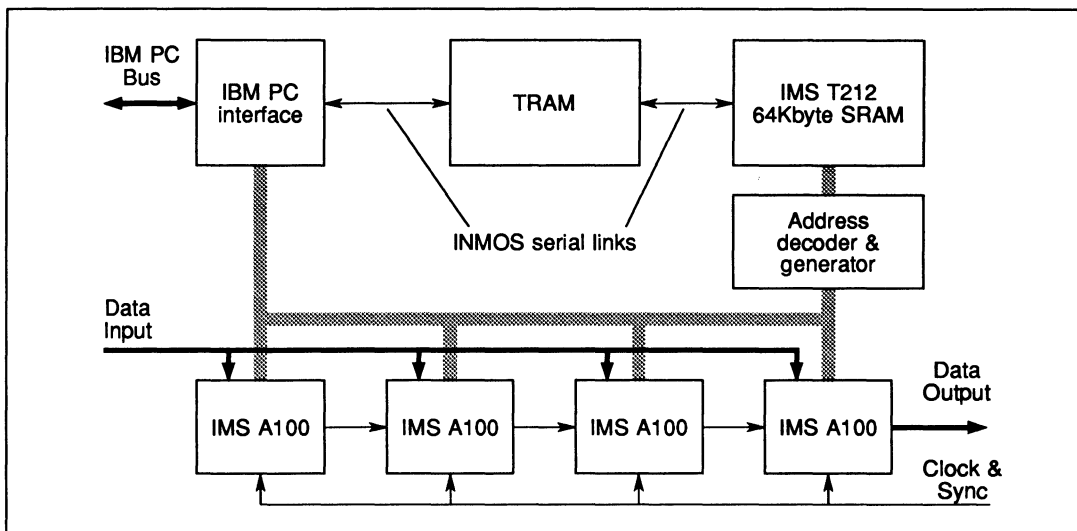 IBM PC
Bus
IBM PC
interface
TRAM
IMS T212
64Kbyte SRAM
INMOS serial links
Address
decoder &
generator
Data
Input
IMS A100
IMS A100
IMS A100
IMS A100
Data
Output
Clock &
Sync